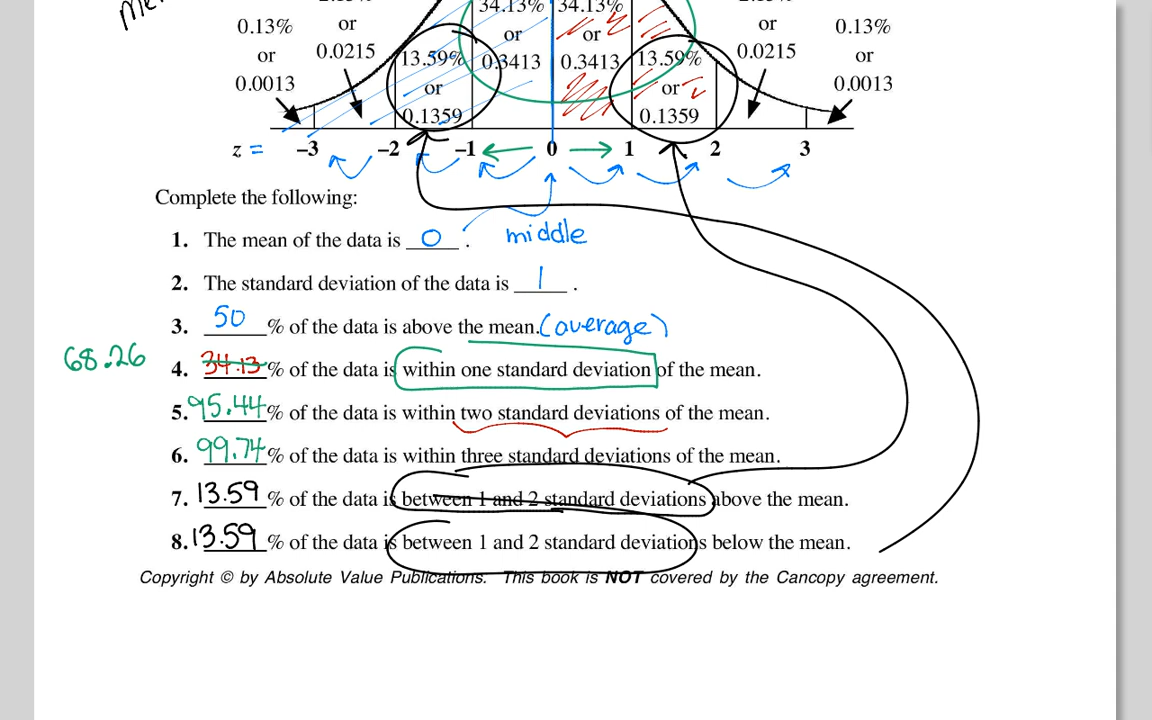 34.13% 34.13%
0.13% or or or or 0.13%
or 0.0215 13.59% 0.3413 0.3413 13.59% 0.0215 or
0.0013 or or 0.0013
0.1359 0.1359
z = –3 –2 –1 0 1 2 3
Complete the following:
1. The mean of the data is 0 . middle
2. The standard deviation of the data is 1 .
3. 50 % of the data is above the mean. (average)
68.26 4. 34.13 % of the data is within one standard deviation of the mean.
5. 95.44 % of the data is within two standard deviations of the mean.
6. 99.74 % of the data is within three standard deviations of the mean.
7. 13.59 % of the data is between 1 and 2 standard deviations above the mean.
8. 13.59 % of the data is between 1 and 2 standard deviations below the mean.
Copyright © by Absolute Value Publications. This book is NOT covered by the Cancopy agreement.